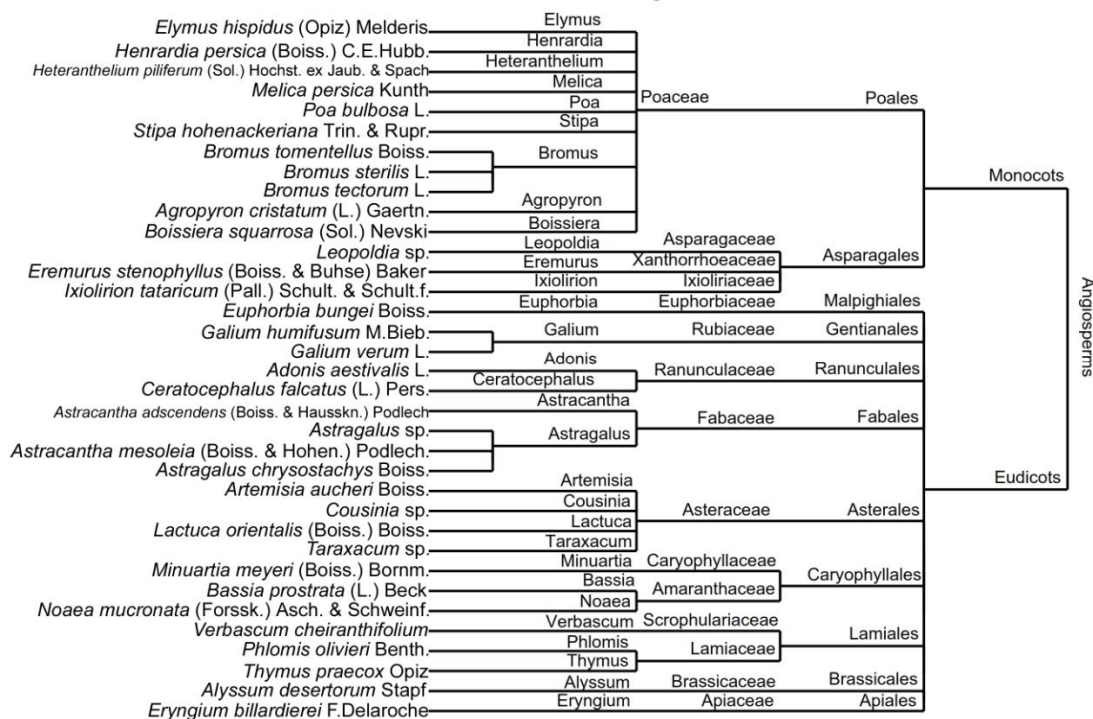 Elymus hispidus (Opiz) Melderis Elymus
Henrardia persica (Boiss.) C.E.Hubb. Henrardia
Heteranthelium piliferum (Sol.) Hochst. ex Jaub. & Spach Heteranthelium
Melica persica Kunth Melica
Poa bulbosa L. Poa Poaceae Poales
Stipa hohenackeriana Trin. & Rupr. Stipa
Bromus tomentellus Boiss.
Bromus sterilis L. Bromus
Bromus tectorum L. Monocots
Agropyron cristatum (L.) Gaertn. Agropyron
Boissiera squarrosa (Sol.) Nevski Boissiera
Leopoldia sp. Leopoldia Asparagaceae
Eremurus stenophyllus (Boiss. & Buhse) Baker Eremurus Xanthorrhoeaceae Asparagales
Ixiolirion tataricum (Pall.) Schult. & Schult.f. Ixiolirion Ixioliriaceae
Euphorbia bungei Boiss. Euphorbia Euphorbiaceae Malpighiales
Galium humifusum M.Bieb. Galium Rubiaceae Gentianales
Galium verum L.
Adonis aestivalis L. Adonis
Ceratocephalus falcatus (L.) Pers. Ceratocephalus Ranunculaceae Ranunculales
Astracantha adscendens (Boiss. & Hausskn.) Podlech Astracantha
Astragalus sp. Fabaceae Fabales
Astracantha mesoleia (Boiss. & Hohen.) Podlech. Astragalus
Astragalus chrysostachys Boiss.
Artemisia aucheri Boiss. Artemisia Eudicots
Cousinia sp. Cousinia
Lactuca orientalis (Boiss.) Boiss. Lactuca Asteraceae Asterales
Taraxacum sp. Taraxacum
Minuartia meyeri (Boiss.) Bornm. Minuartia Caryophyllaceae
Bassia prostrata (L.) Beck Bassia Amaranthaceae Caryophyllales
Noaea mucronata (Forssk.) Asch. & Schweinf. Noaea
Verbascum cheiranthifolium Verbascum Scrophulariaceae
Phlomis olivieri Benth. Phlomis Lamiaceae Lamiales
Thymus praecox Opiz Thymus
Alyssum desertorum Stapf Alyssum Brassicaceae Brassicales
Eryngium billardierei F.Delaroche Eryngium Apiaceae Apiales
Angiosperms